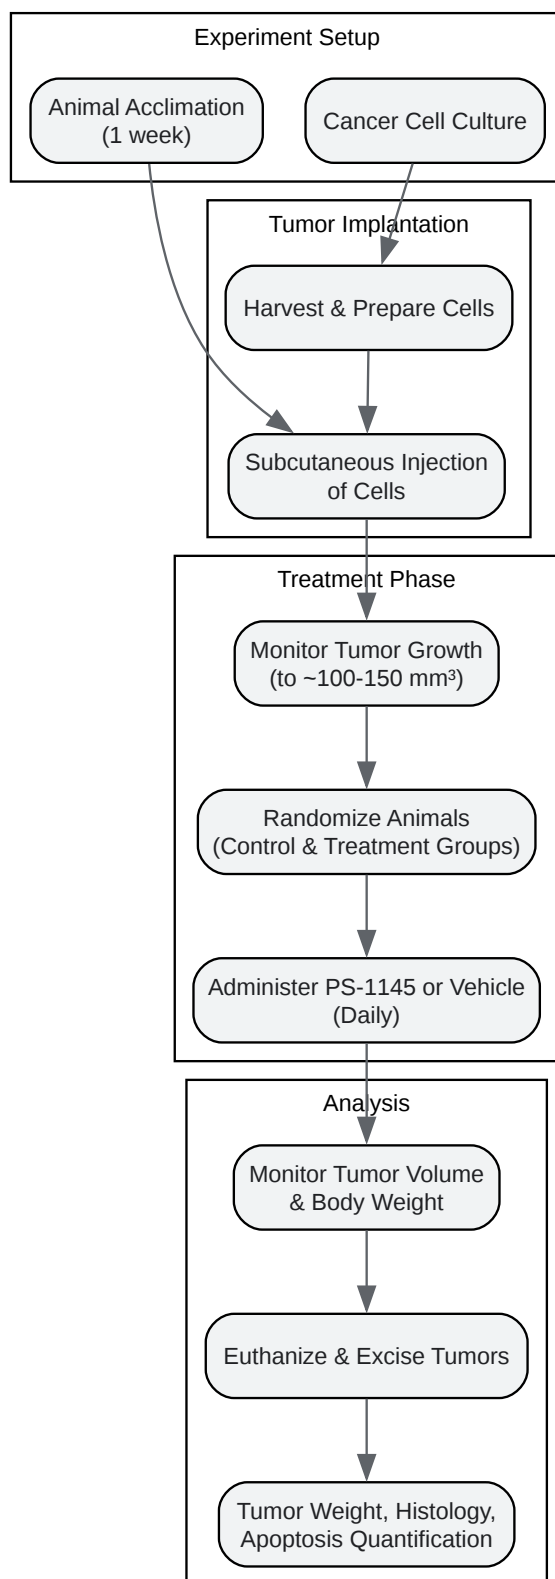 Experiment Setup
Animal Acclimation
(1 week)
Cancer Cell Culture
Tumor Implantation
Harvest & Prepare Cells
Subcutaneous Injection
of Cells
Treatment Phase
Monitor Tumor Growth
(to ~100-150 mm³)
Randomize Animals
(Control & Treatment Groups)
Administer PS-1145 or Vehicle
(Daily)
Analysis
Monitor Tumor Volume
& Body Weight
Euthanize & Excise Tumors
Tumor Weight, Histology,
Apoptosis Quantification